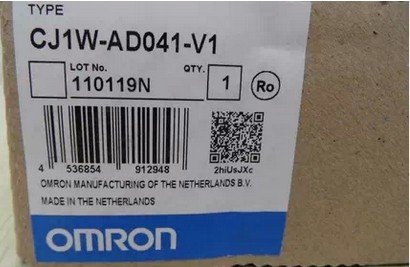 TYPE
CJ1W-AD041-V1
LOT No. QTY.
110119N 1 Ro
4 536854 912948 2hiUsJXc
OMRON MANUFACTURING OF THE NETHERLANDS B.V.
MADE IN THE NETHERLANDS
OMRON